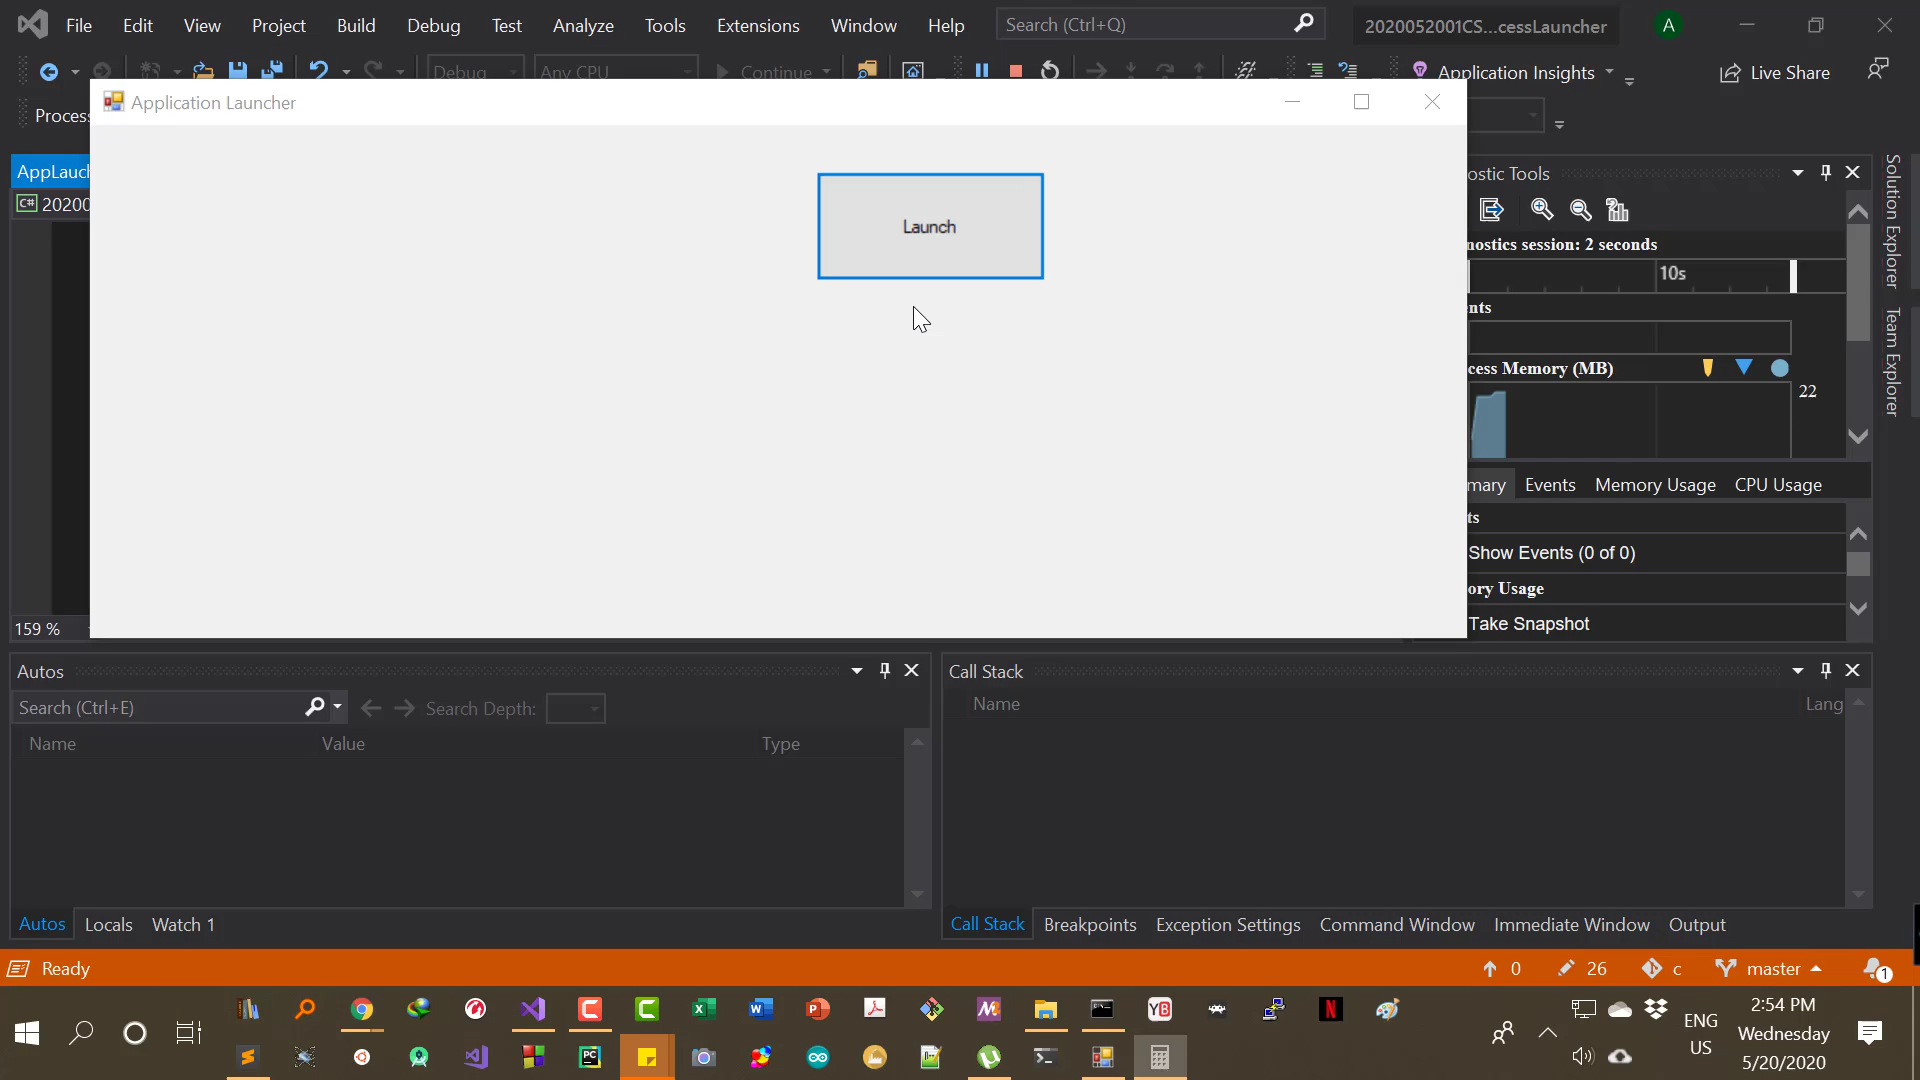 File Edit View Project Build Debug Test Analyze Tools Extensions Window Help Search (Ctrl+Q) 2020052001CS...cessLauncher A
Debug Any CPU Continue Application Insights Live Share
Process
Application Launcher
AppLauch
C# 20200
Launch
159 %
ostic Tools
nostics session: 2 seconds
10s
nts
cess Memory (MB)
22
mary Events Memory Usage CPU Usage
ts
Show Events (0 of 0)
ory Usage
Take Snapshot
Solution Explorer
Team Explorer
Autos
Search (Ctrl+E) Search Depth:
Name Value Type
Autos Locals Watch 1
Call Stack
Name Lang
Call Stack Breakpoints Exception Settings Command Window Immediate Window Output
Ready 0 26 c master 1
ENG
US
2:54 PM
Wednesday
5/20/2020